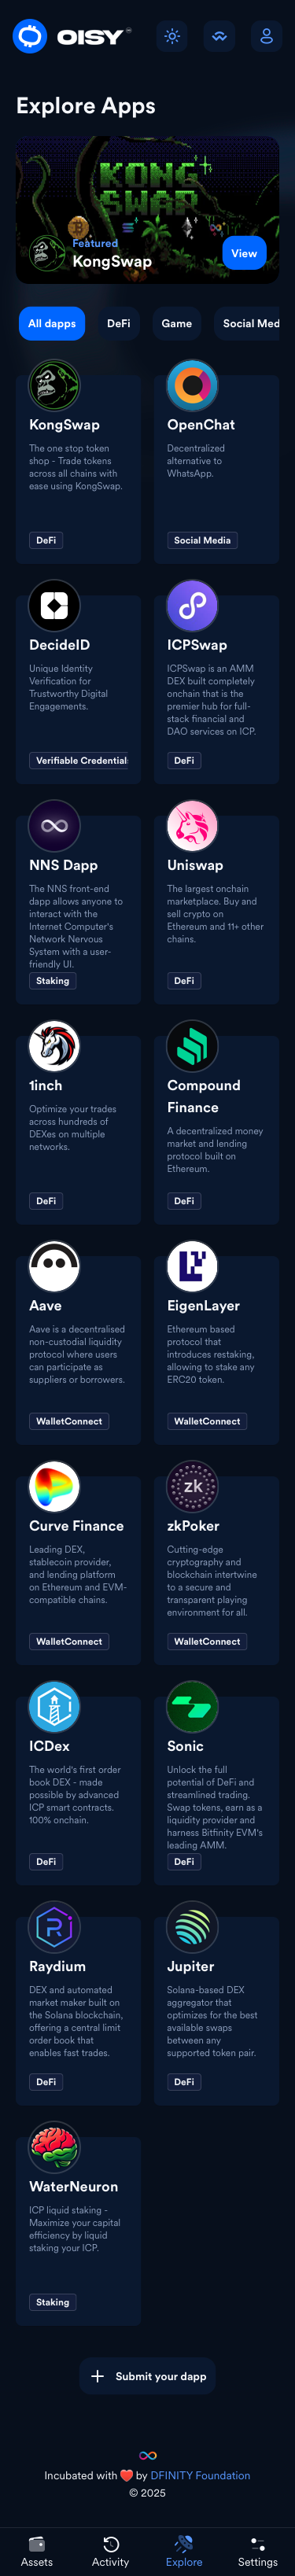 OISY
Explore Apps
KONG
SWAP
Featured
KongSwap
View
All dapps
DeFi
Game
Social Med
KongSwap
The one stop token
shop - Trade tokens
across all chains with
ease using KongSwap.
DeFi
OpenChat
Decentralized
alternative to
WhatsApp.
Social Media
DecideID
Unique Identity
Verification for
Trustworthy Digital
Engagements.
Verifiable Credentials
ICPSwap
ICPSwap is an AMM
DEX built completely
onchain that is the
premier hub for full-
stack financial and
DAO services on ICP.
DeFi
NNS Dapp
The NNS front-end
dapp allows anyone to
interact with the
Internet Computer's
Network Nervous
System with a user-
friendly UI.
Staking
Uniswap
The largest onchain
marketplace. Buy and
sell crypto on
Ethereum and 11+ other
chains.
DeFi
1inch
Optimize your trades
across hundreds of
DEXes on multiple
networks.
DeFi
Compound
Finance
A decentralized money
market and lending
protocol built on
Ethereum.
DeFi
Aave
Aave is a decentralised
non-custodial liquidity
protocol where users
can participate as
suppliers or borrowers.
WalletConnect
EigenLayer
Ethereum based
protocol that
introduces restaking,
allowing to stake any
ERC20 token.
WalletConnect
Curve Finance
Leading DEX,
stablecoin provider,
and lending platform
on Ethereum and EVM-
compatible chains.
WalletConnect
zk
zkPoker
Cutting-edge
cryptography and
blockchain intertwine
to a secure and
transparent playing
environment for all.
WalletConnect
ICDex
The world's first order
book DEX - made
possible by advanced
ICP smart contracts.
100% onchain.
DeFi
Sonic
Unlock the full
potential of DeFi and
streamlined trading.
Swap tokens, earn as a
liquidity provider and
harness Bitfinity EVM's
leading AMM.
DeFi
Raydium
DEX and automated
market maker built on
the Solana blockchain,
offering a central limit
order book that
enables fast trades.
DeFi
Jupiter
Solana-based DEX
aggregator that
optimizes for the best
available swaps
between any
supported token pair.
DeFi
WaterNeuron
ICP liquid staking -
Maximize your capital
efficiency by liquid
staking your ICP.
Staking
Submit your dapp
Incubated with ❤️ by DFINITY Foundation
© 2025
Assets
Activity
Explore
Settings